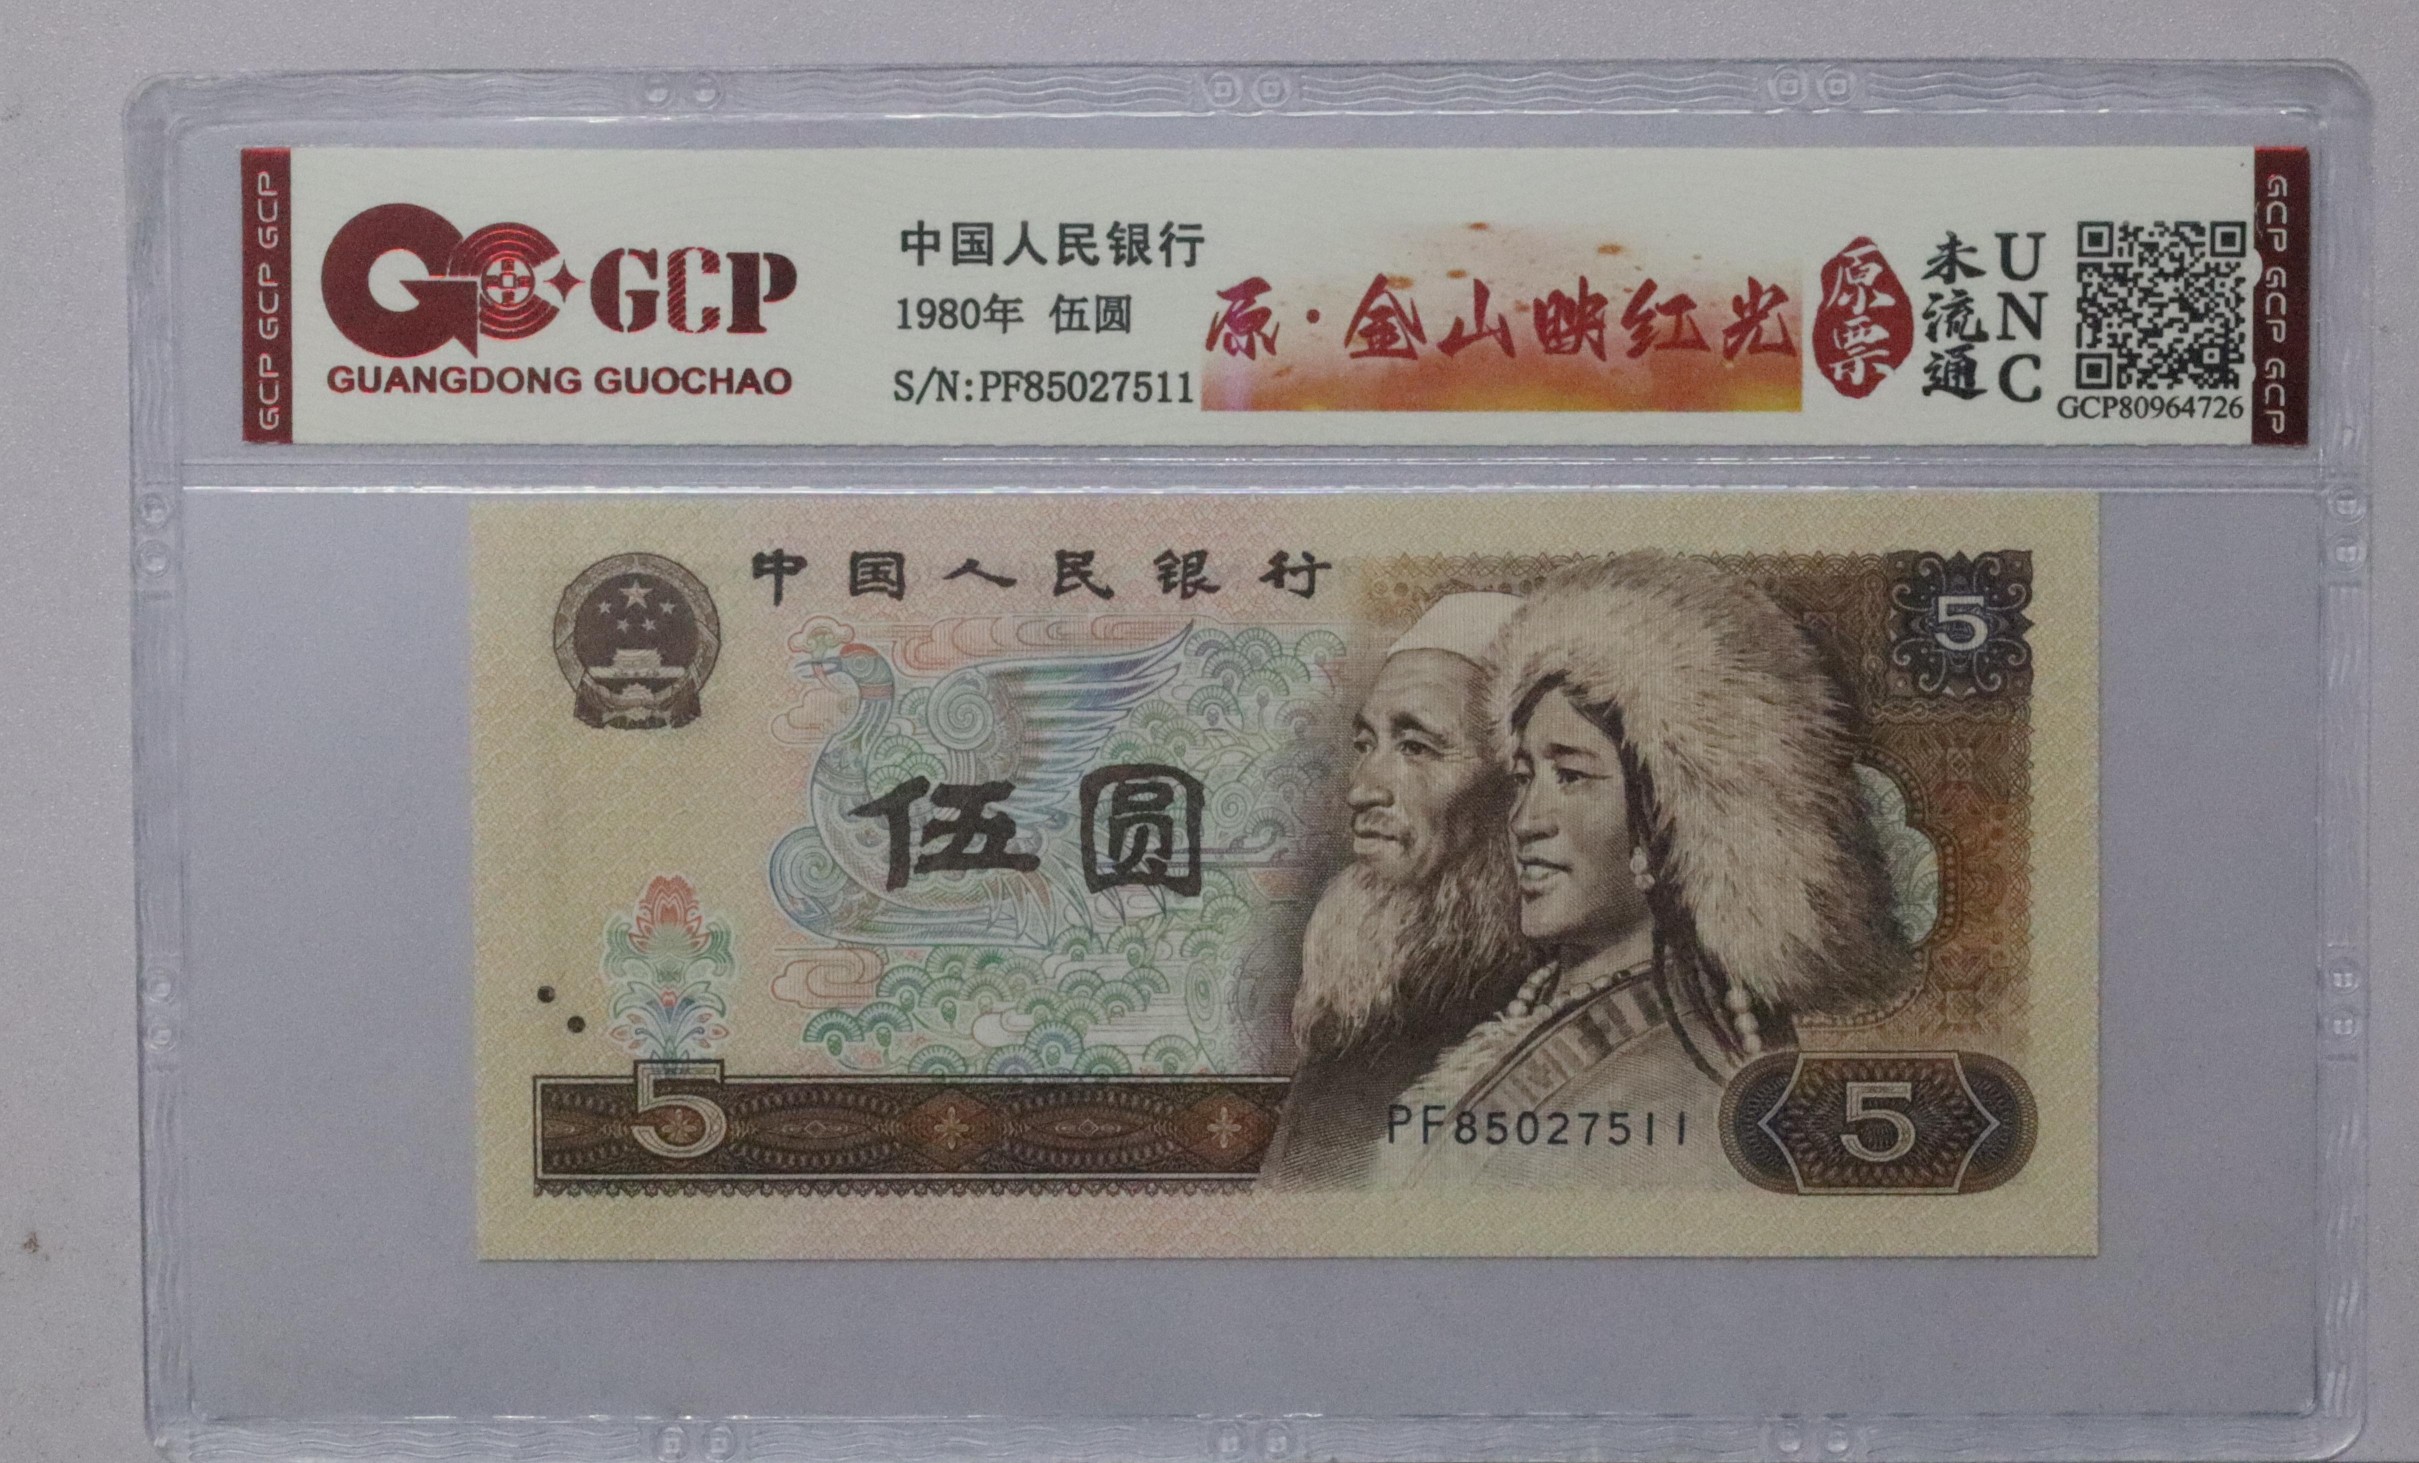 GCP GCP GCP
GCP
GUANGDONG GUOCHAO
中国人民银行
1980年 伍圆
S/N:PF85027511
原·金山映红光
原票
未流通
UNC
GCP80964726
GCP GCP GCP
中国人民银行
5
伍圆
5
PF85027511
5